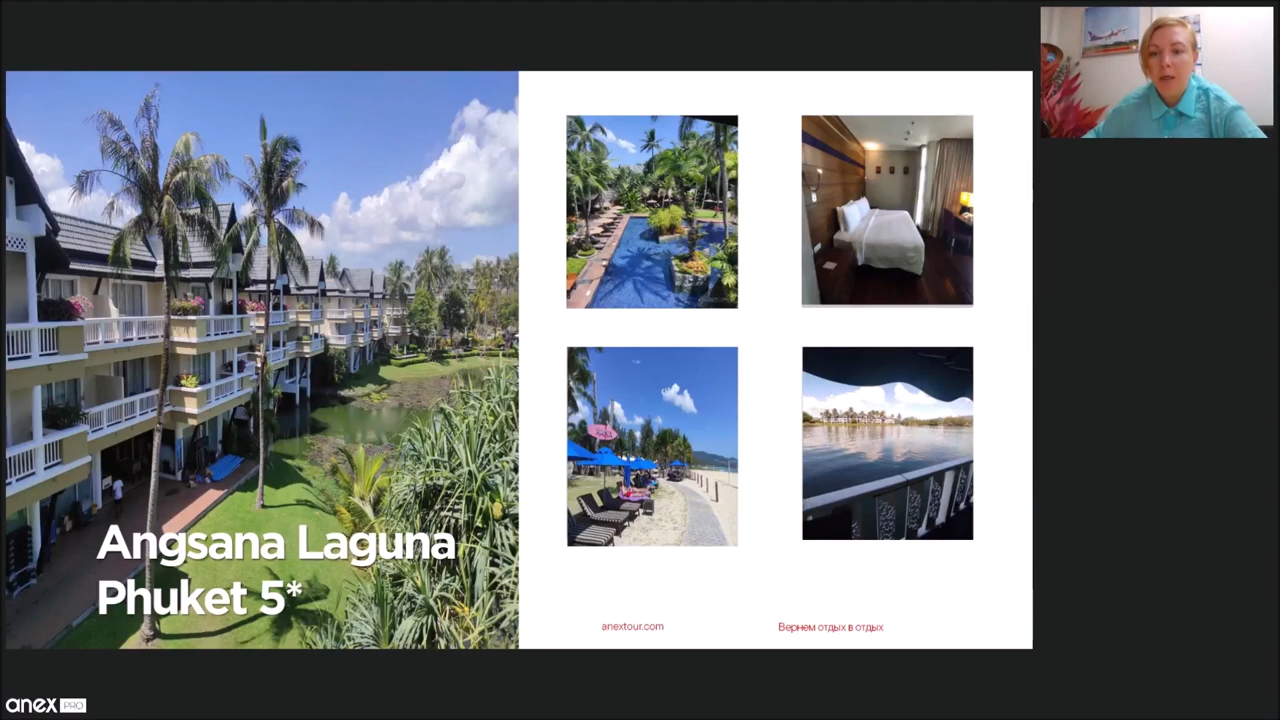 Angsana Laguna
Phuket 5*
anextour.com
Вернем отдых в отдых
anex PRO